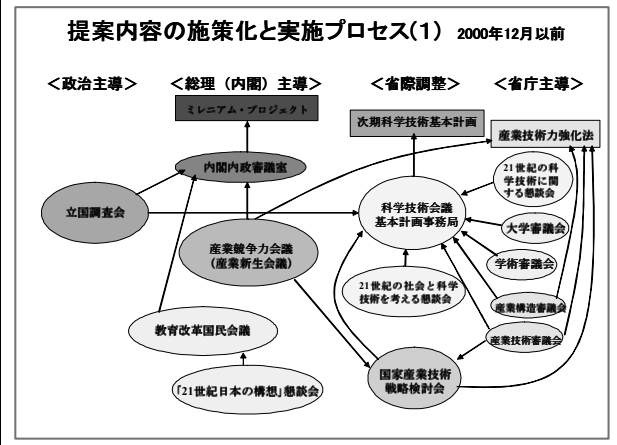 提案内容の施策化と実施プロセス(1) 2000年12月以前
＜政治主導＞ ＜総理（内閣）主導＞ ＜省際調整＞ ＜省庁主導＞
ミレニアム・プロジェクト
次期科学技術基本計画
産業技術力強化法
内閣内政審議室
21世紀の科
学技術に関
する懇談会
立国調査会
科学技術会議
基本計画事務局
大学審議会
産業競争力会議
(産業新生会議)
学術審議会
21世紀の社会と科学
技術を考える懇談会
産業構造審議会
教育改革国民会議
産業技術審議会
国家産業技術
戦略検討会
「21世紀日本の構想」懇談会